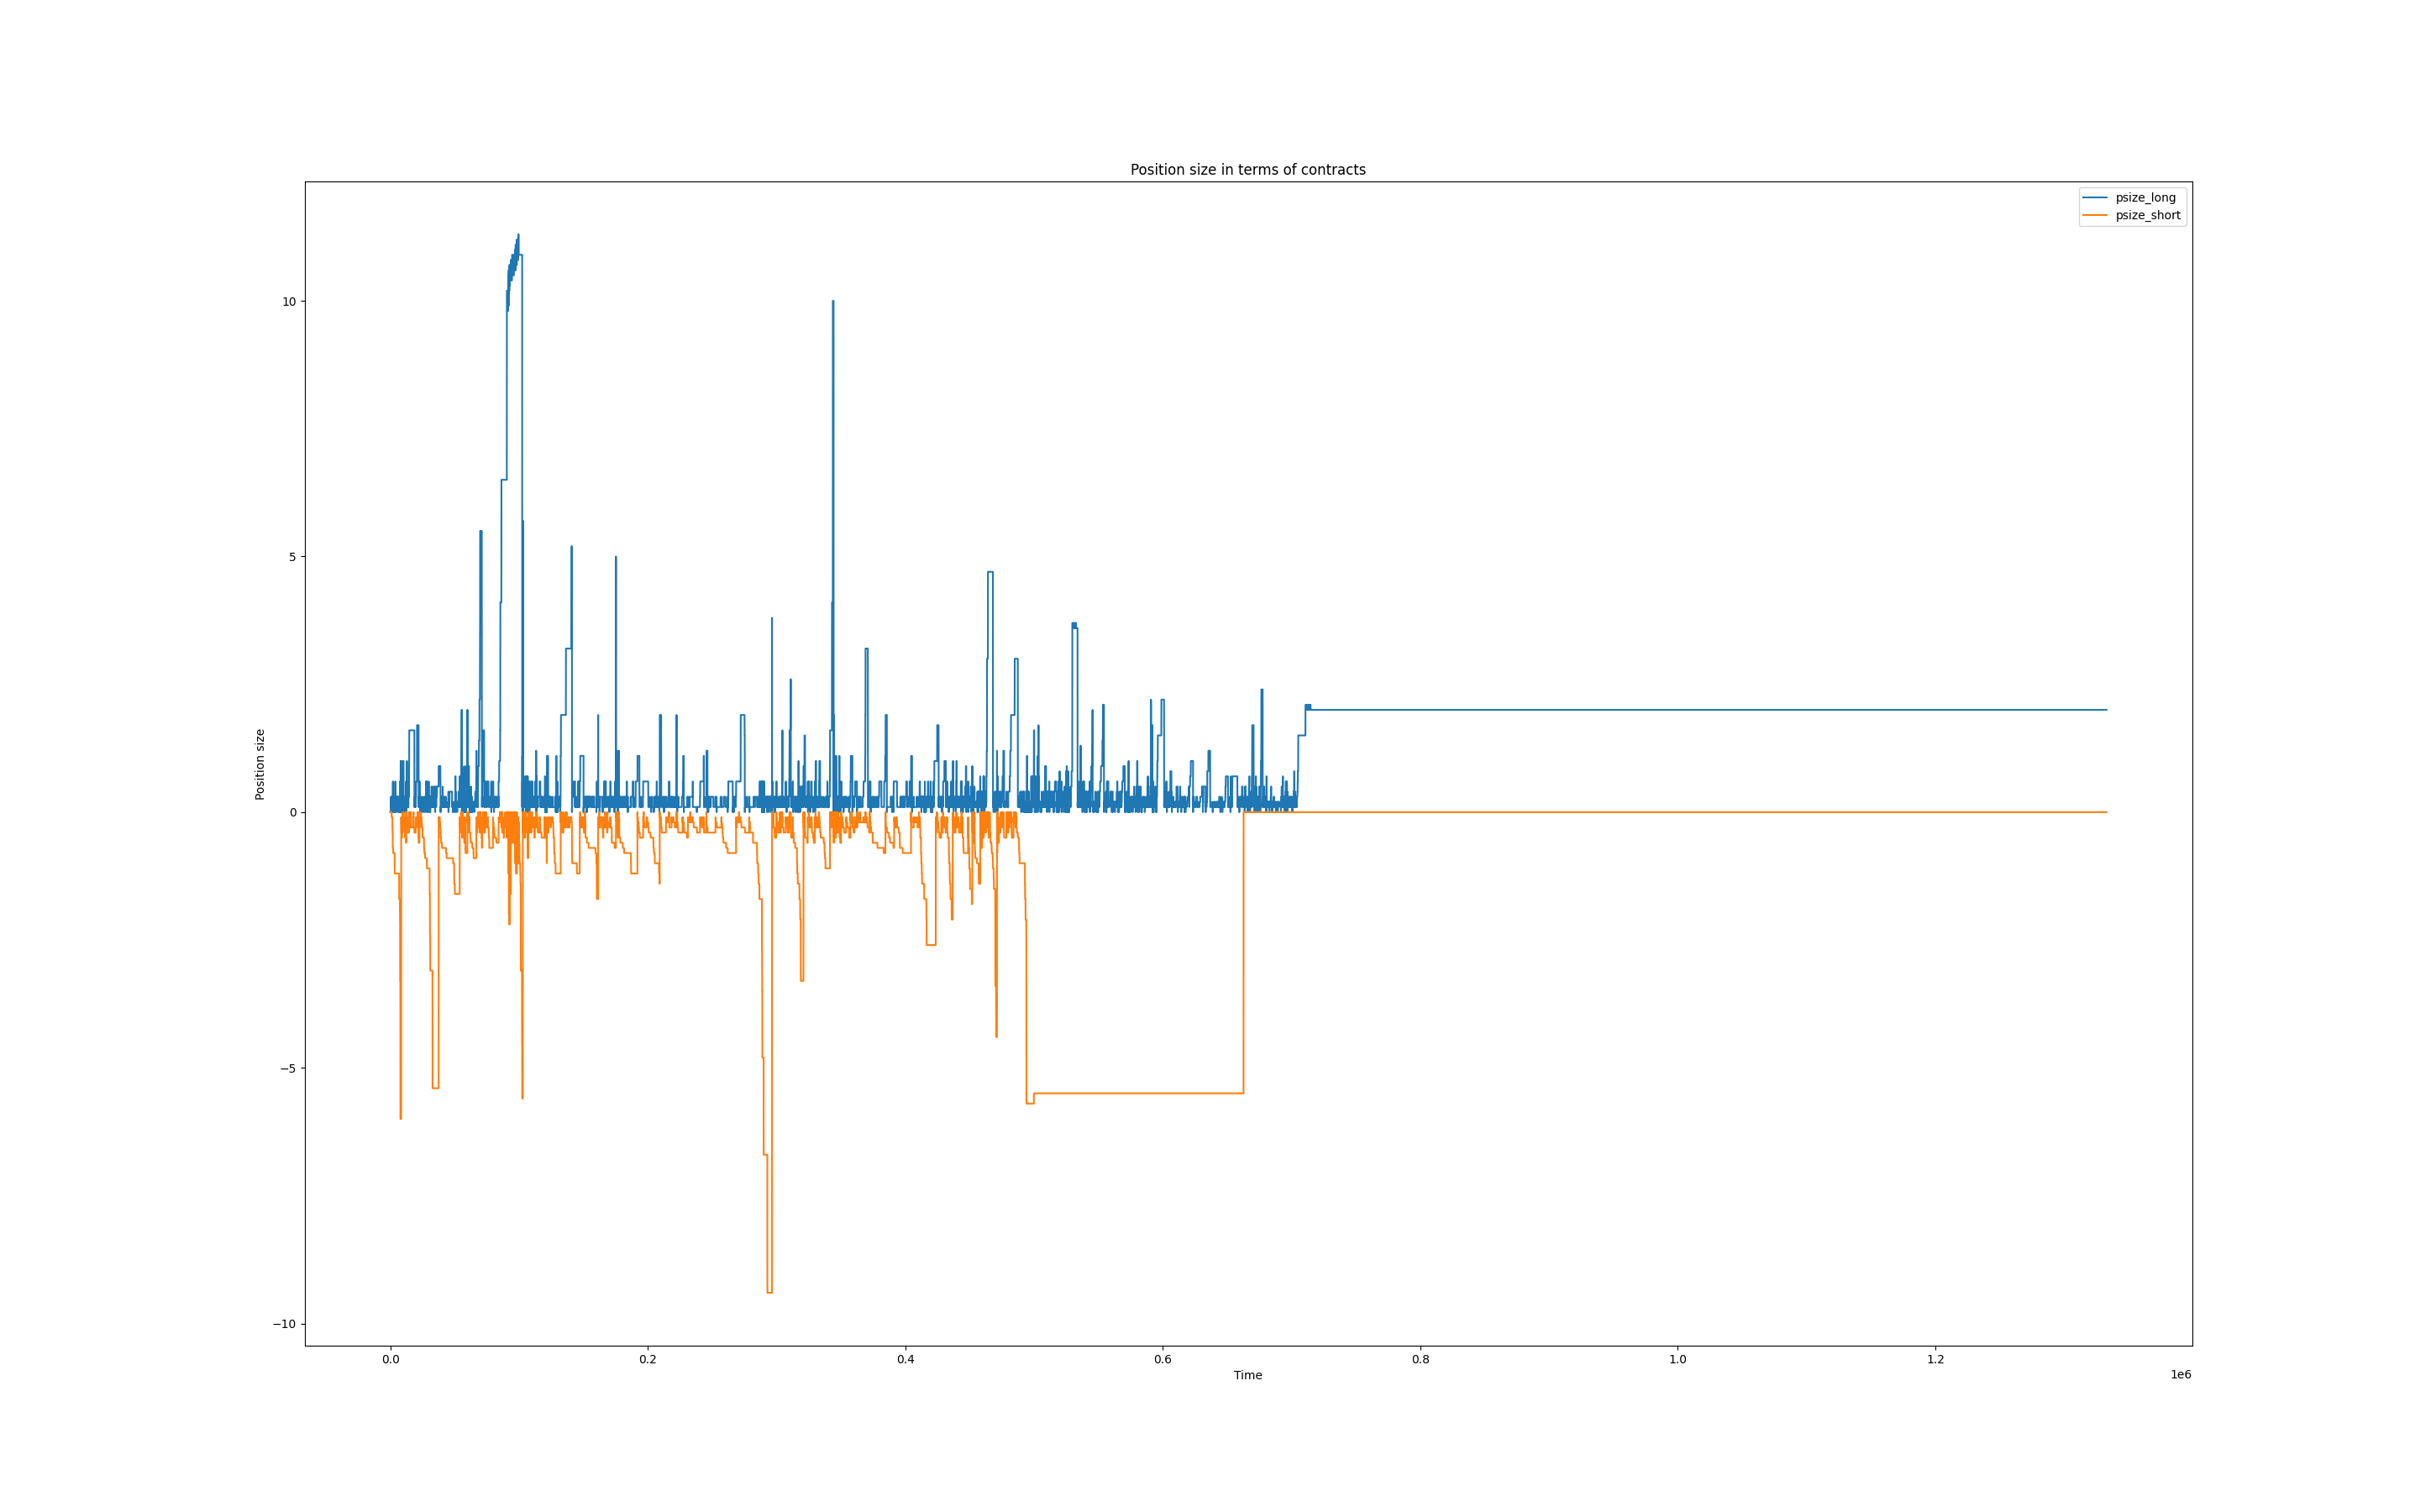 Position size in terms of contracts
psize_long
psize_short
10
5
0
−5
−10
Position size
0.0
0.2
0.4
0.6
0.8
1.0
1.2
Time
1e6